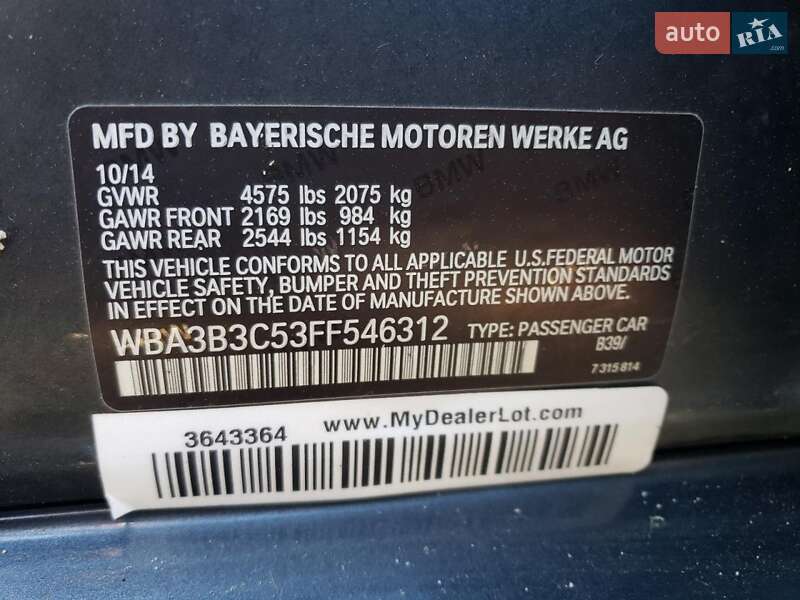 auto RIA
.com
MFD BY BAYERISCHE MOTOREN WERKE AG
10/14
GVWR 4575 lbs 2075 kg
GAWR FRONT 2169 lbs 984 kg
GAWR REAR 2544 lbs 1154 kg
THIS VEHICLE CONFORMS TO ALL APPLICABLE U.S.FEDERAL MOTOR
VEHICLE SAFETY, BUMPER AND THEFT PREVENTION STANDARDS
IN EFFECT ON THE DATE OF MANUFACTURE SHOWN ABOVE.
WBA3B3C53FF546312 TYPE: PASSENGER CAR
B39/
7 315 814
www.MyDealerLot.com
3643364